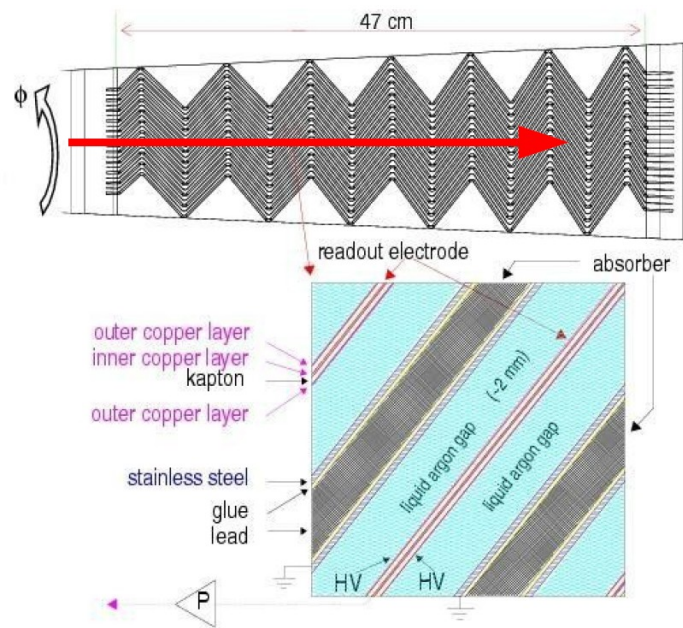 47 cm
ϕ
readout electrode
absorber
outer copper layer
inner copper layer
kapton
outer copper layer
(~2 mm)
liquid argon gap
liquid argon gap
stainless steel
glue
lead
HV
HV
P